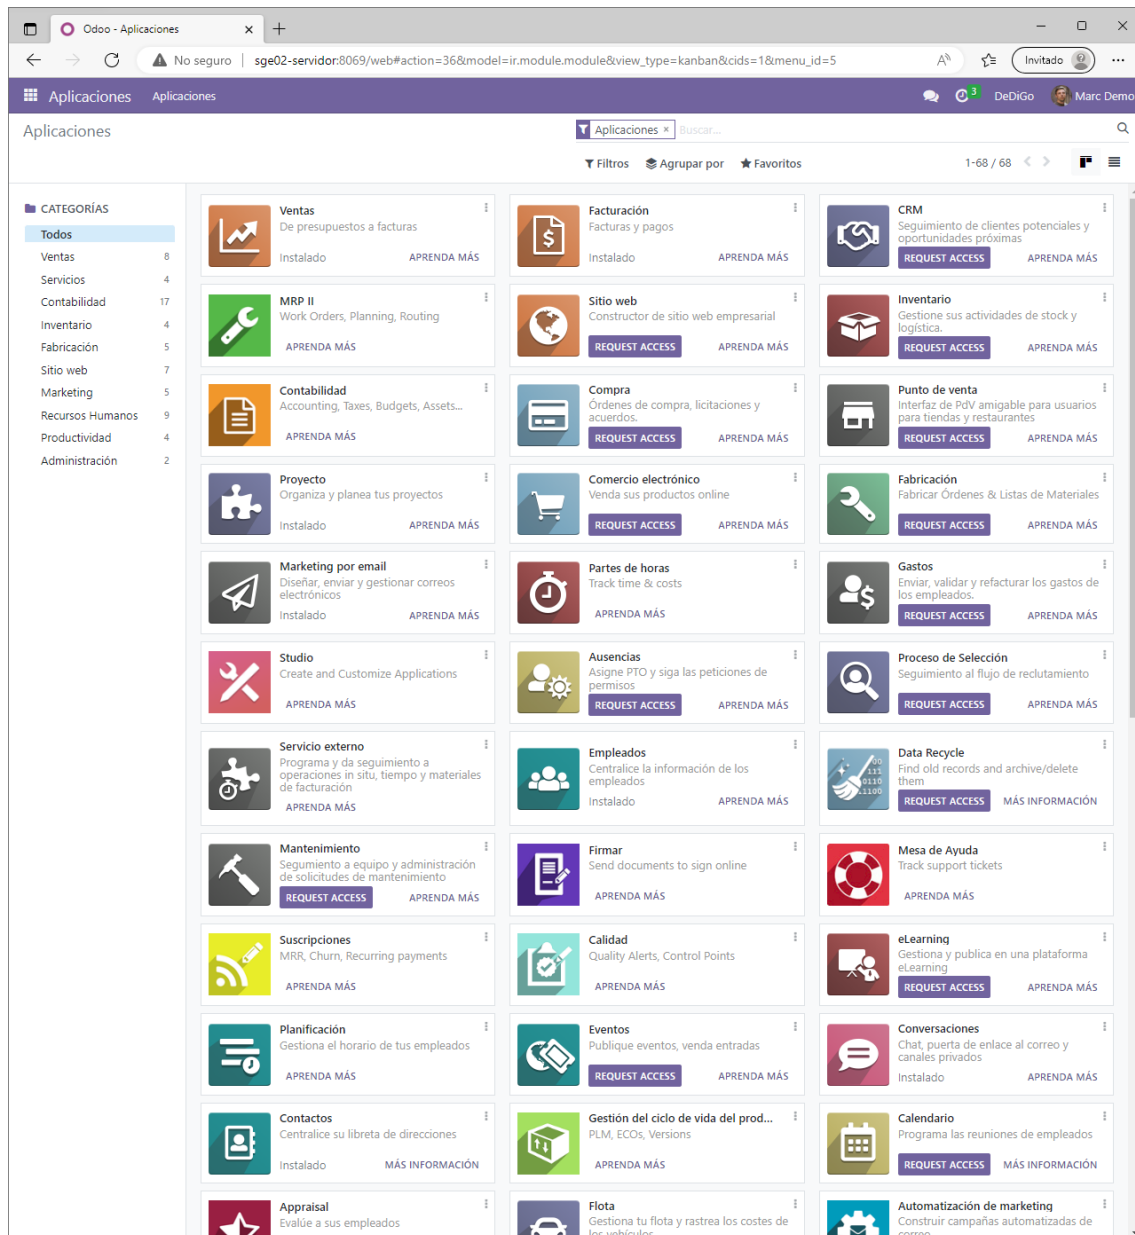 Odoo - Aplicaciones
No seguro
sge02-servidor:8069/web#action=36&model=ir.module.module&view_type=kanban&cids=1&menu_id=5
Invitado
Aplicaciones
Aplicaciones
3
DeDiGo
Marc Demo
Aplicaciones
Aplicaciones ×
Buscar...
Filtros
Agrupar por
Favoritos
1-68 / 68
CATEGORÍAS
Todos
Ventas 8
Servicios 4
Contabilidad 17
Inventario 4
Fabricación 5
Sitio web 7
Marketing 5
Recursos Humanos 9
Productividad 4
Administración 2
Ventas
De presupuestos a facturas
Instalado
APRENDA MÁS
Facturación
Facturas y pagos
Instalado
APRENDA MÁS
CRM
Seguimiento de clientes potenciales y
oportunidades próximas
REQUEST ACCESS
APRENDA MÁS
MRP II
Work Orders, Planning, Routing
APRENDA MÁS
Sitio web
Constructor de sitio web empresarial
REQUEST ACCESS
APRENDA MÁS
Inventario
Gestione sus actividades de stock y
logística.
REQUEST ACCESS
APRENDA MÁS
Contabilidad
Accounting, Taxes, Budgets, Assets...
APRENDA MÁS
Compra
Órdenes de compra, licitaciones y
acuerdos.
REQUEST ACCESS
APRENDA MÁS
Punto de venta
Interfaz de PdV amigable para usuarios
para tiendas y restaurantes
REQUEST ACCESS
APRENDA MÁS
Proyecto
Organiza y planea tus proyectos
Instalado
APRENDA MÁS
Comercio electrónico
Venda sus productos online
REQUEST ACCESS
APRENDA MÁS
Fabricación
Fabricar Órdenes & Listas de Materiales
REQUEST ACCESS
APRENDA MÁS
Marketing por email
Diseñar, enviar y gestionar correos
electrónicos
Instalado
APRENDA MÁS
Partes de horas
Track time & costs
APRENDA MÁS
Gastos
Enviar, validar y refacturar los gastos de
los empleados.
REQUEST ACCESS
APRENDA MÁS
Studio
Create and Customize Applications
APRENDA MÁS
Ausencias
Asigne PTO y siga las peticiones de
permisos
REQUEST ACCESS
APRENDA MÁS
Proceso de Selección
Seguimiento al flujo de reclutamiento
REQUEST ACCESS
APRENDA MÁS
Servicio externo
Programa y da seguimiento a
operaciones in situ, tiempo y materiales
de facturación
APRENDA MÁS
Empleados
Centralice la información de los
empleados
Instalado
APRENDA MÁS
Data Recycle
Find old records and archive/delete
them
REQUEST ACCESS
MÁS INFORMACIÓN
Mantenimiento
Segumiento a equipo y administración
de solicitudes de mantenimiento
REQUEST ACCESS
APRENDA MÁS
Firmar
Send documents to sign online
APRENDA MÁS
Mesa de Ayuda
Track support tickets
APRENDA MÁS
Suscripciones
MRR, Churn, Recurring payments
APRENDA MÁS
Calidad
Quality Alerts, Control Points
APRENDA MÁS
eLearning
Gestiona y publica en una plataforma
eLearning
REQUEST ACCESS
APRENDA MÁS
Planificación
Gestiona el horario de tus empleados
APRENDA MÁS
Eventos
Publique eventos, venda entradas
REQUEST ACCESS
APRENDA MÁS
Conversaciones
Chat, puerta de enlace al correo y
canales privados
Instalado
APRENDA MÁS
Contactos
Centralice su libreta de direcciones
Instalado
MÁS INFORMACIÓN
Gestión del ciclo de vida del prod...
PLM, ECOs, Versions
APRENDA MÁS
Calendario
Programa las reuniones de empleados
REQUEST ACCESS
MÁS INFORMACIÓN
Appraisal
Evalúe a sus empleados
Flota
Gestiona tu flota y rastrea los costes de
los vehículos
Automatización de marketing
Construir campañas automatizadas de
correo